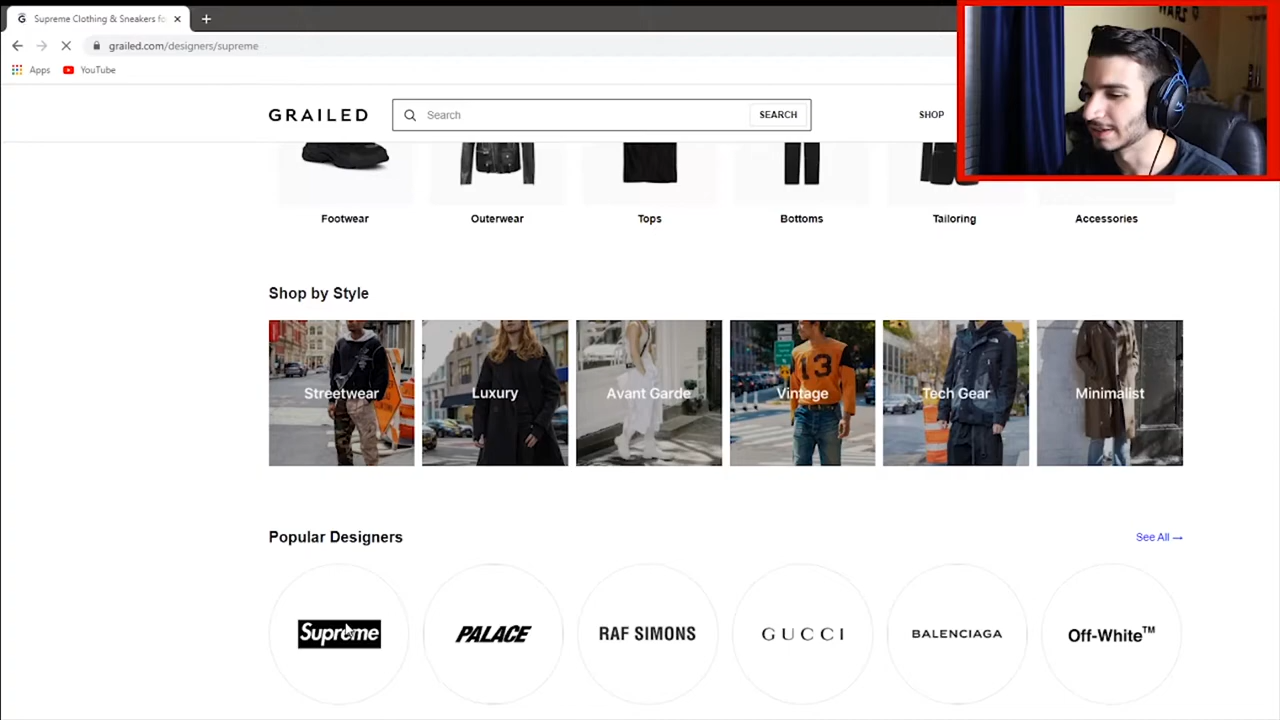 Supreme Clothing & Sneakers fo
grailed.com/designers/supreme
Apps YouTube
GRAILED Search SEARCH SHOP
Footwear Outerwear Tops Bottoms Tailoring Accessories
Shop by Style
Streetwear Luxury Avant Garde Vintage Tech Gear Minimalist
13
Popular Designers See All →
Supreme PALACE RAF SIMONS GUCCI BALENCIAGA Off-White™